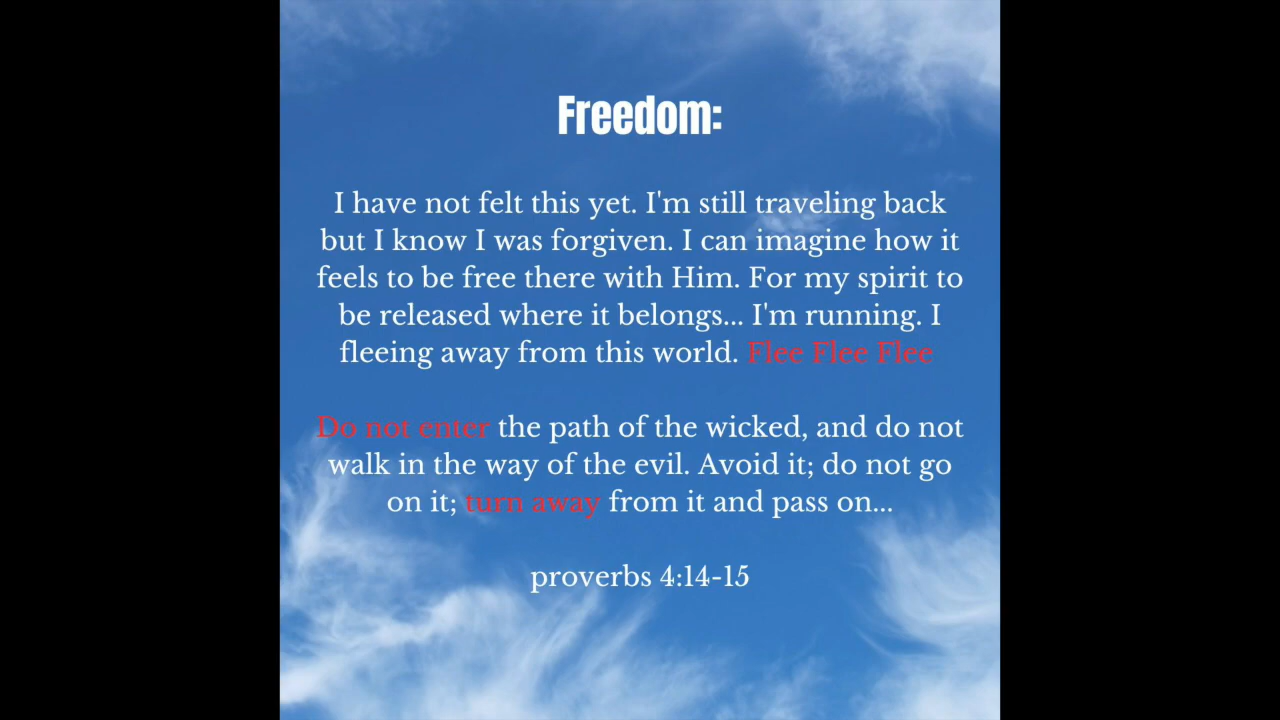 Freedom:
I have not felt this yet. I'm still traveling back
but I know I was forgiven. I can imagine how it
feels to be free there with Him. For my spirit to
be released where it belongs... I'm running. I
fleeing away from this world. Flee Flee Flee
Do not enter the path of the wicked, and do not
walk in the way of the evil. Avoid it; do not go
on it; turn away from it and pass on...
proverbs 4:14-15